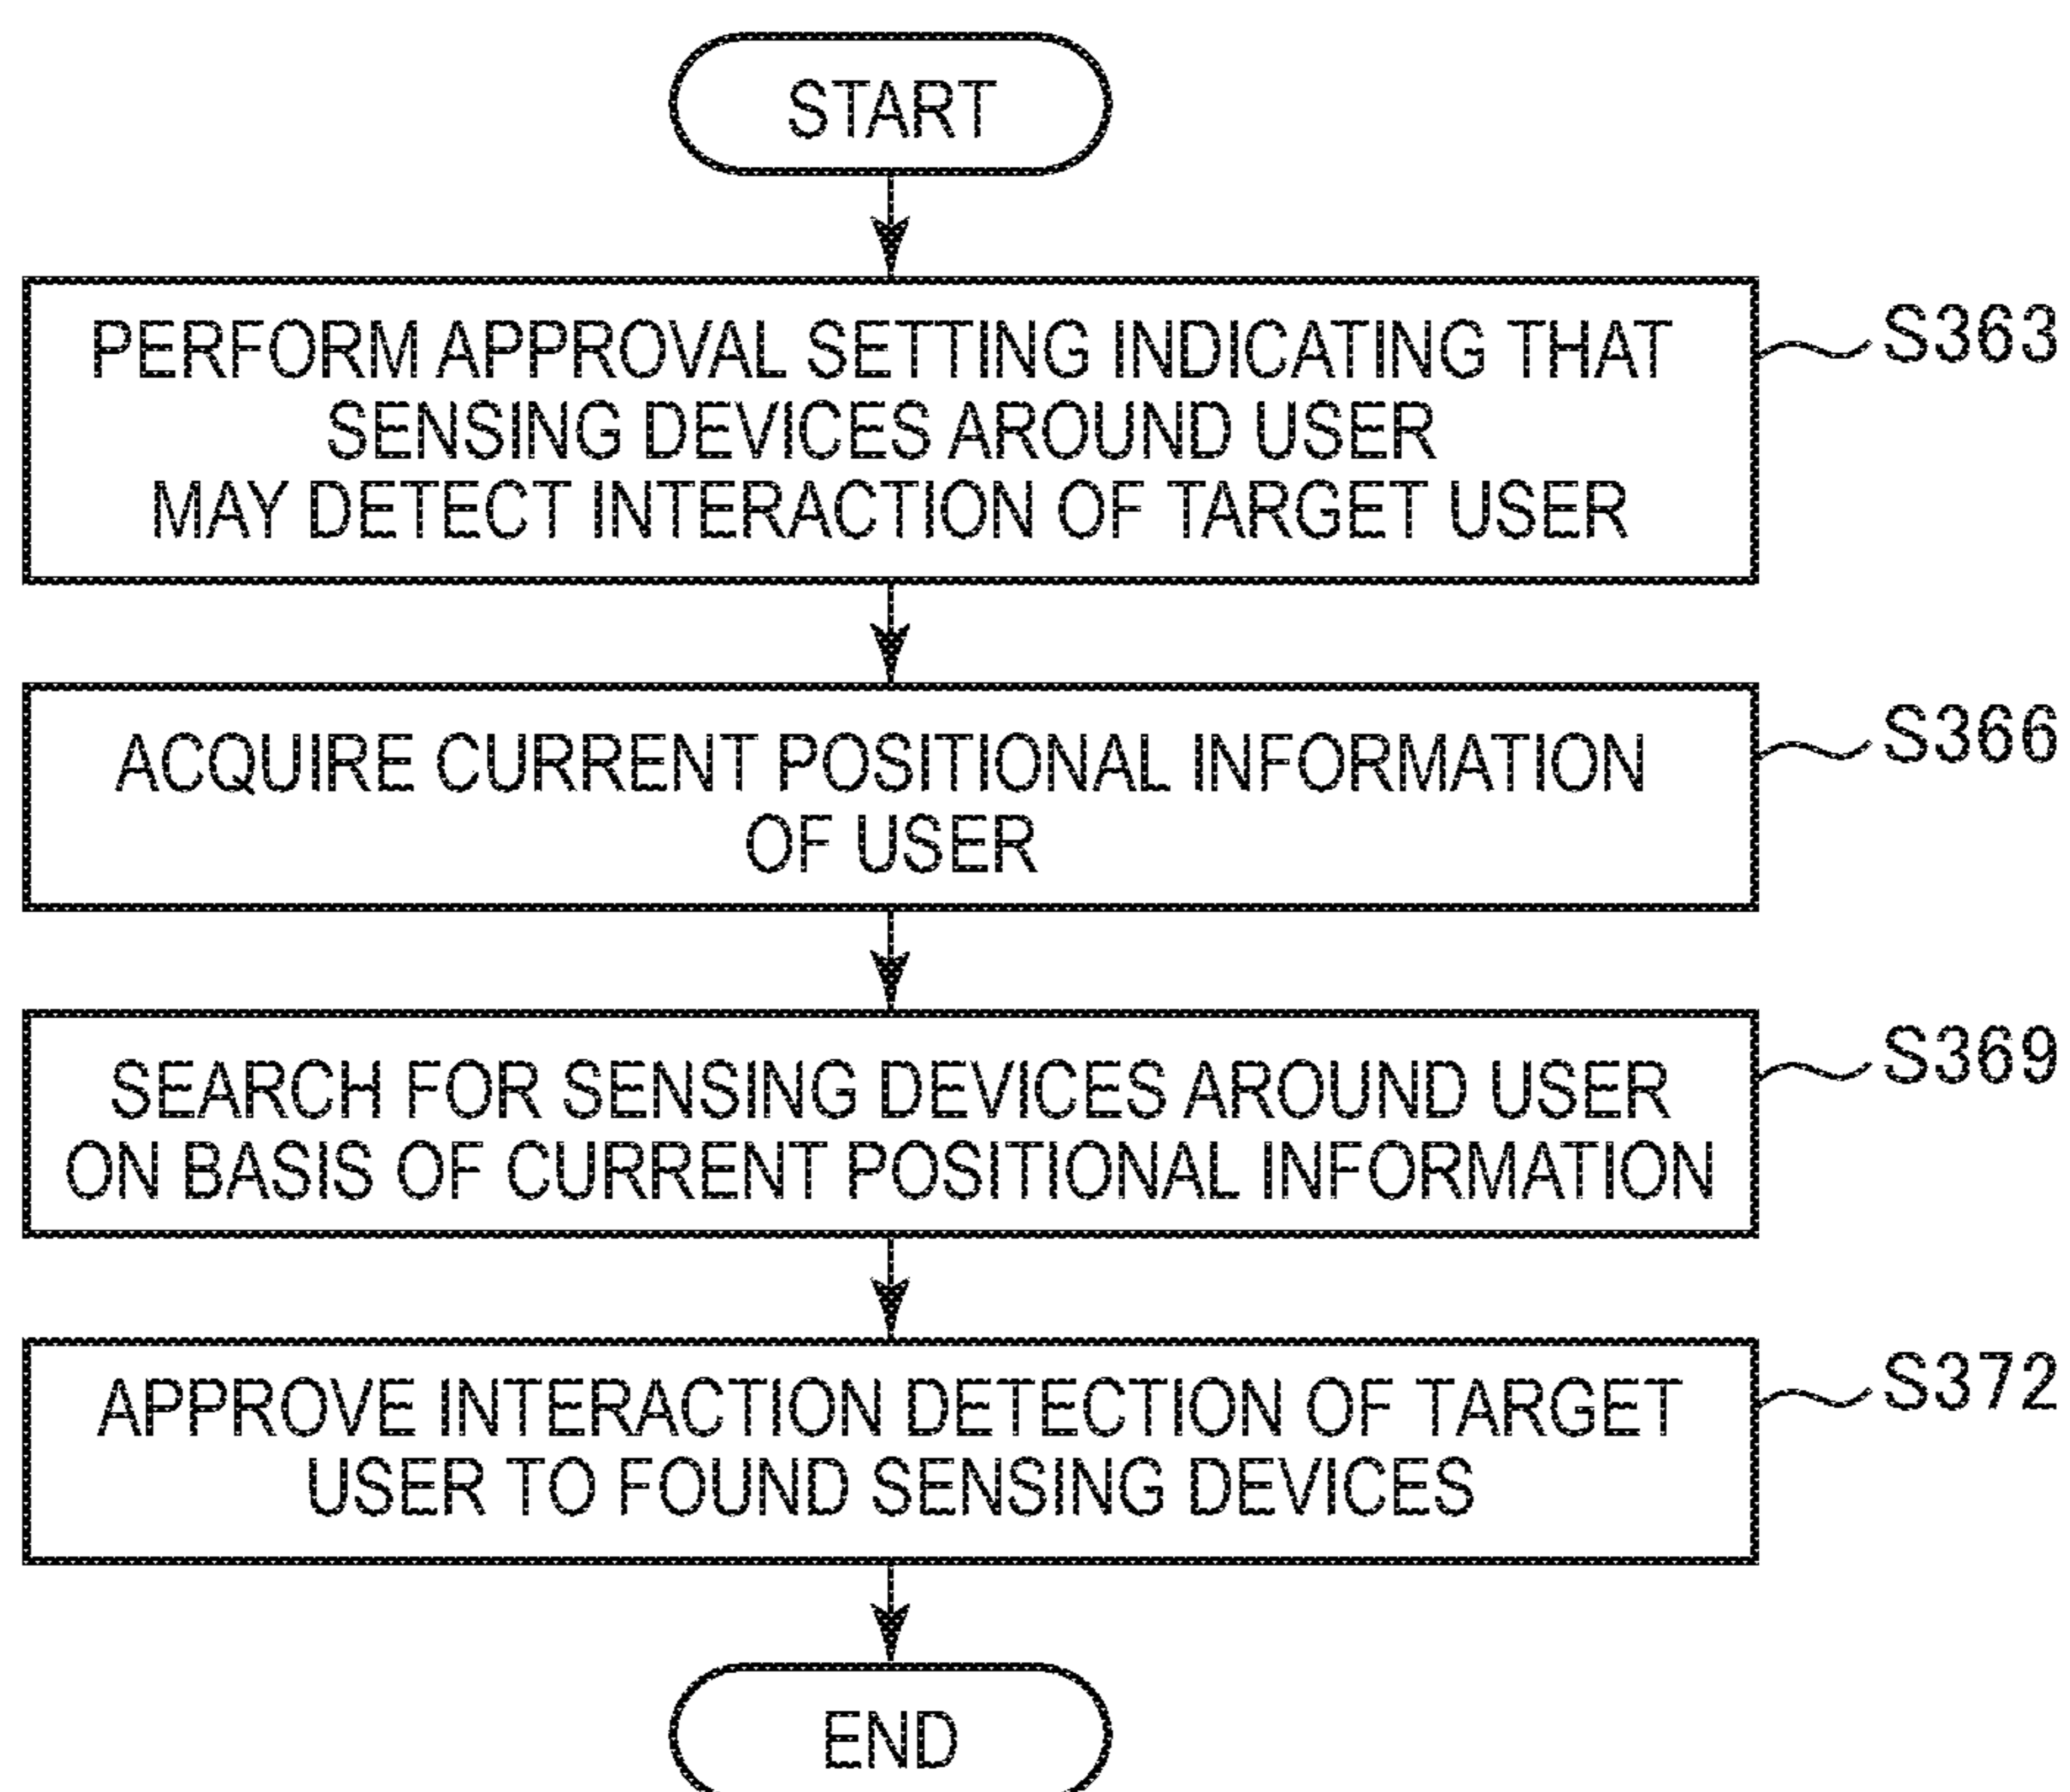 START
PERFORM APPROVAL SETTING INDICATING THAT
SENSING DEVICES AROUND USER
MAY DETECT INTERACTION OF TARGET USER
S363
ACQUIRE CURRENT POSITIONAL INFORMATION
OF USER
S366
SEARCH FOR SENSING DEVICES AROUND USER
ON BASIS OF CURRENT POSITIONAL INFORMATION
S369
APPROVE INTERACTION DETECTION OF TARGET
USER TO FOUND SENSING DEVICES
S372
END